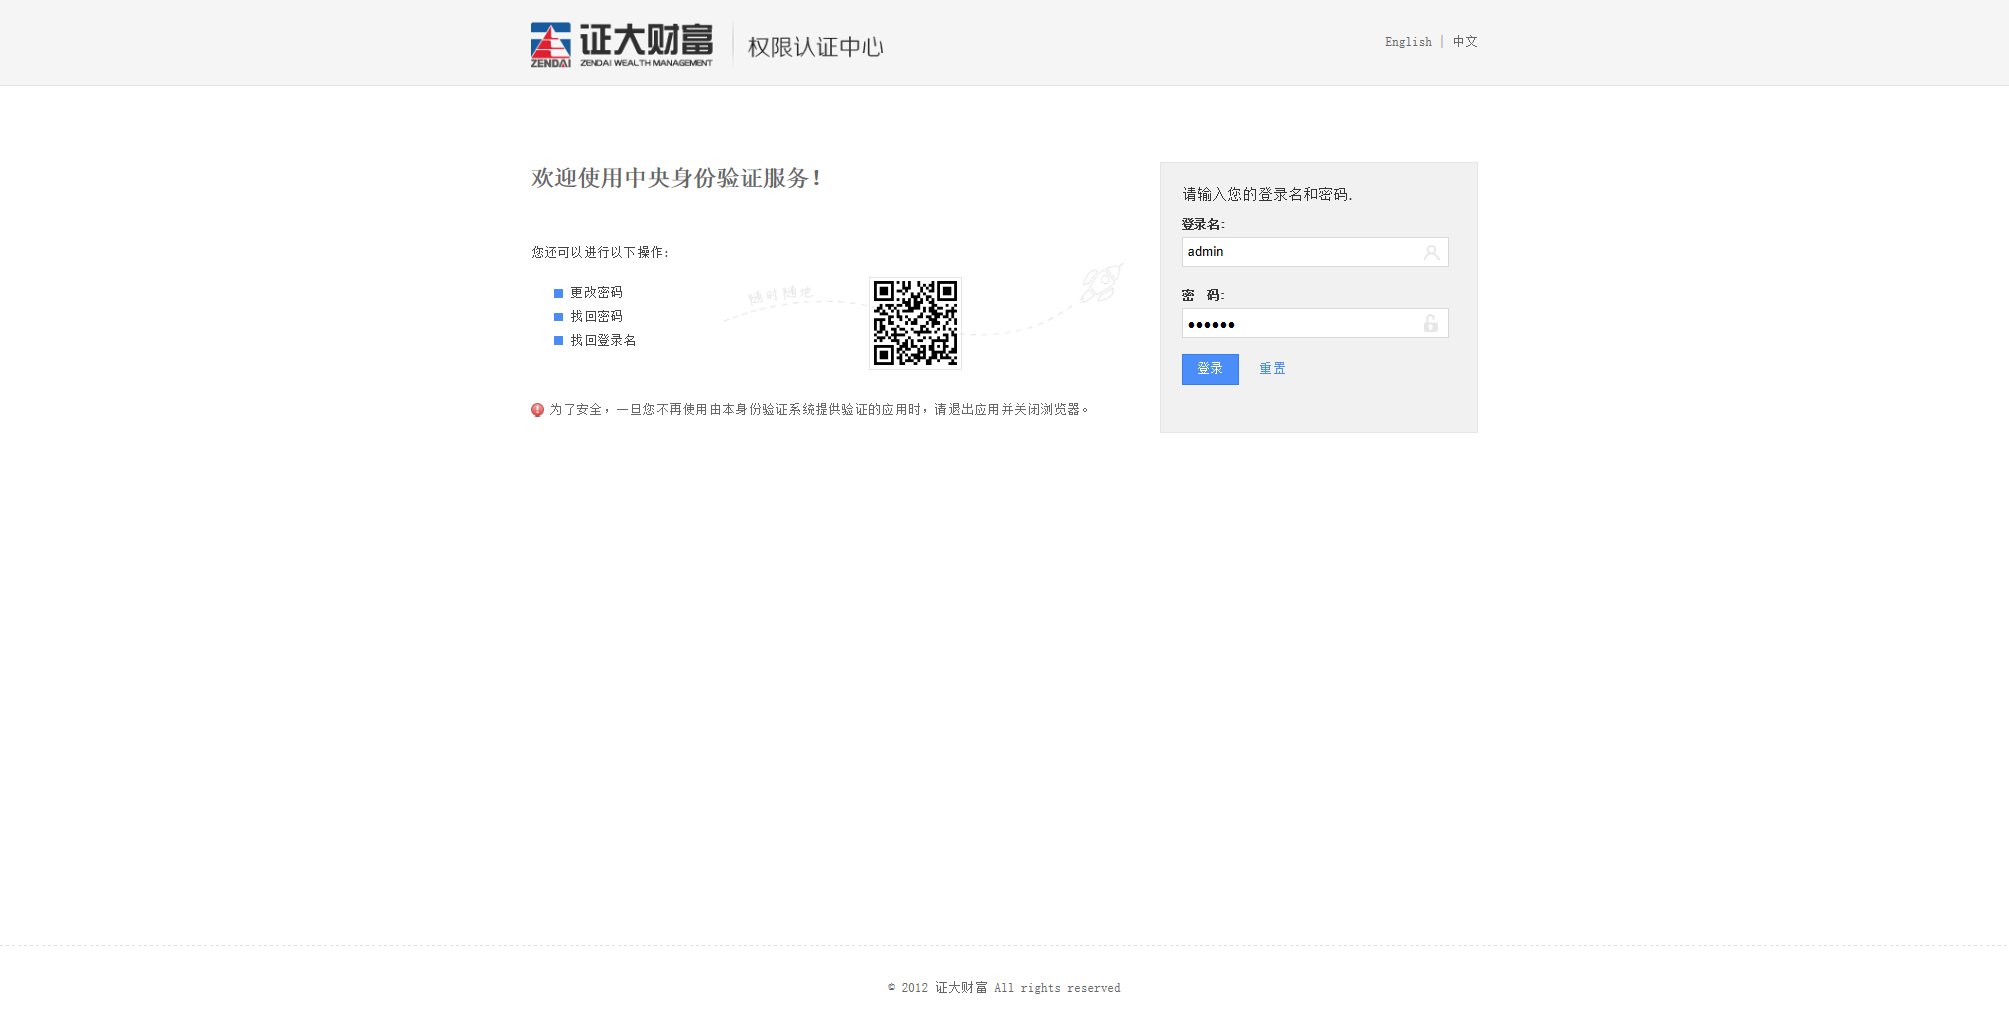 证大财富
ZENDAI
ZENDAI WEALTH MANAGEMENT
权限认证中心
English | 中文
欢迎使用中央身份验证服务！
您还可以进行以下操作:
更改密码
找回密码
找回登录名
随时随地
为了安全，一旦您不再使用由本身份验证系统提供验证的应用时，请退出应用并关闭浏览器。
请输入您的登录名和密码.
登录名:
admin
密 码:
••••••
登录 重置
© 2012 证大财富 All rights reserved